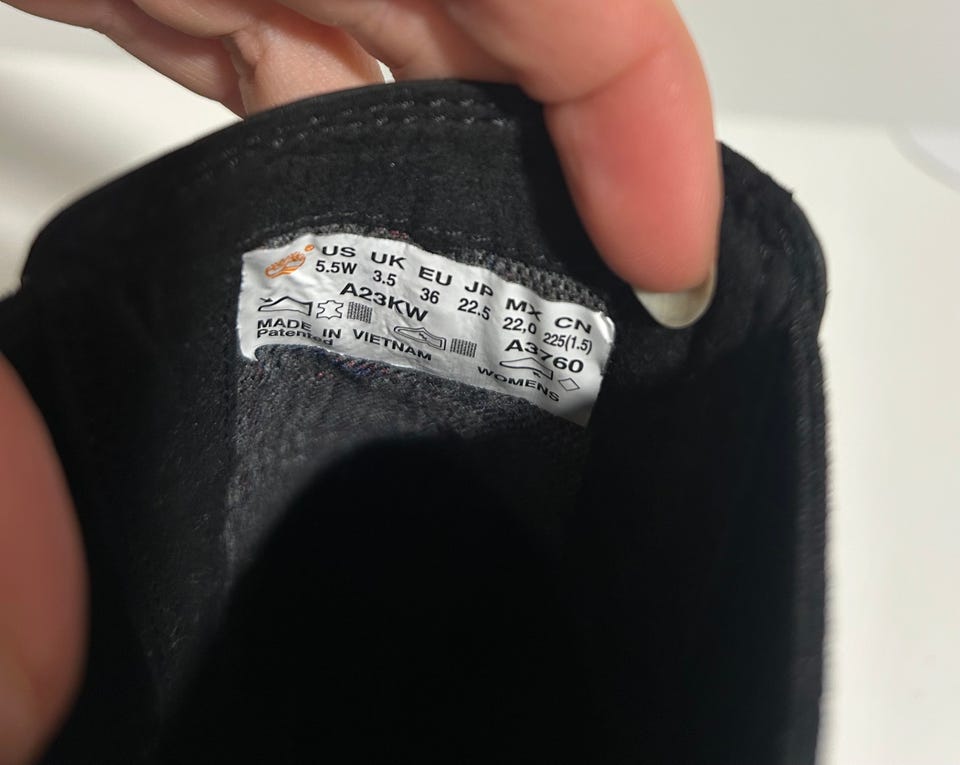 US UK EU JP MX CN
5.5W 3.5 36 22.5 22,0 225(1.5)
A23KW A3760
MADE IN VIETNAM
Patented WOMENS